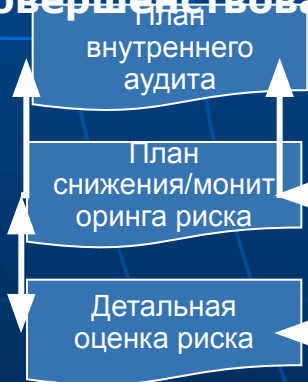 План
внутреннего
аудита
План
снижения/монит
оринга риска
Детальная
оценка риска